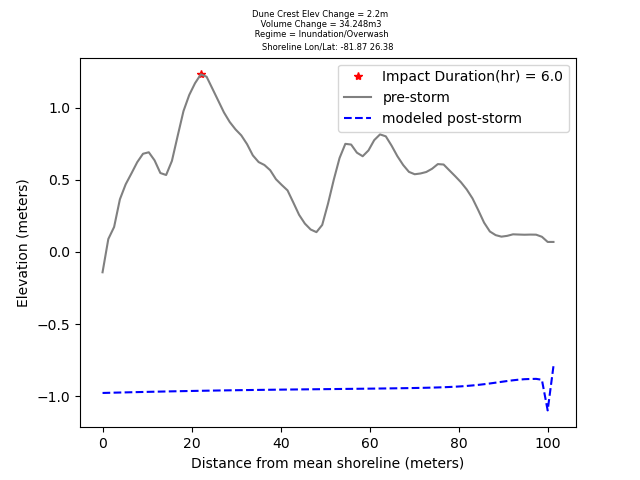 Dune Crest Elev Change = 2.2m
Volume Change = 34.248m3
Regime = Inundation/Overwash
Shoreline Lon/Lat: -81.87 26.38
Impact Duration(hr) = 6.0
pre-storm
modeled post-storm
Elevation (meters)
1.0
0.5
0.0
−0.5
−1.0
0 20 40 60 80 100
Distance from mean shoreline (meters)